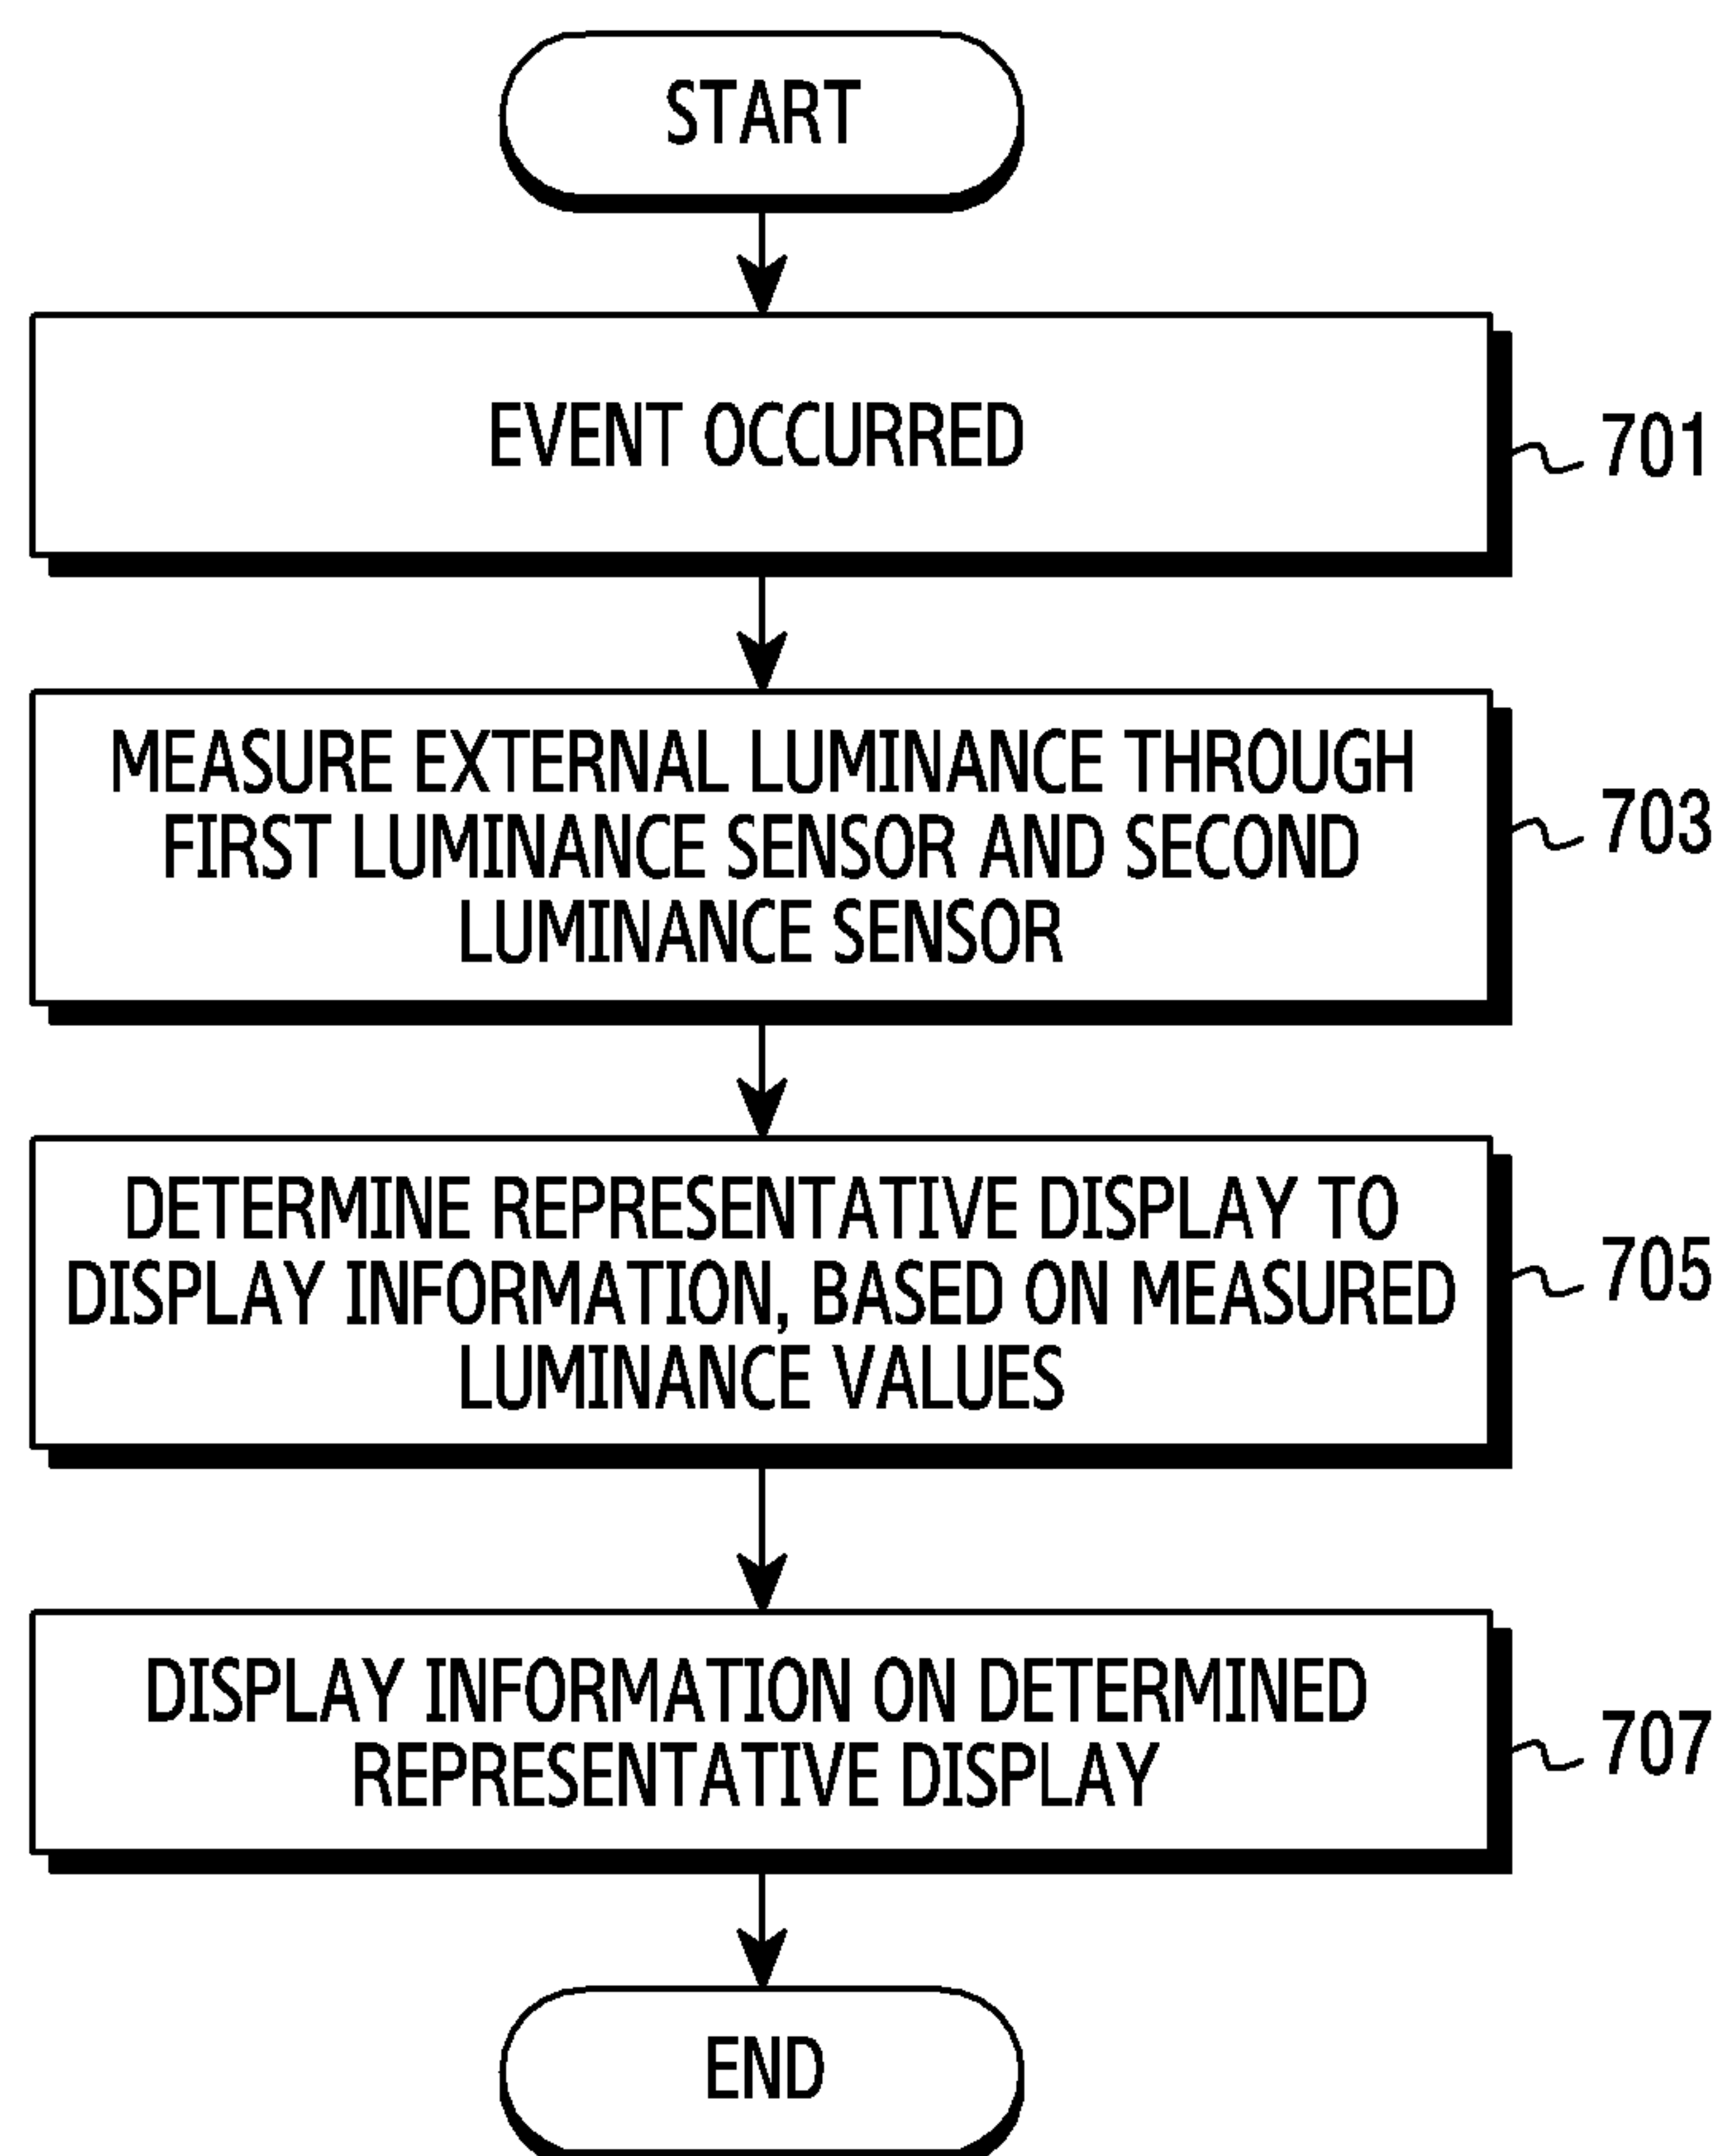 START
EVENT OCCURRED
701
MEASURE EXTERNAL LUMINANCE THROUGH
FIRST LUMINANCE SENSOR AND SECOND
LUMINANCE SENSOR
703
DETERMINE REPRESENTATIVE DISPLAY TO
DISPLAY INFORMATION, BASED ON MEASURED
LUMINANCE VALUES
705
DISPLAY INFORMATION ON DETERMINED
REPRESENTATIVE DISPLAY
707
END